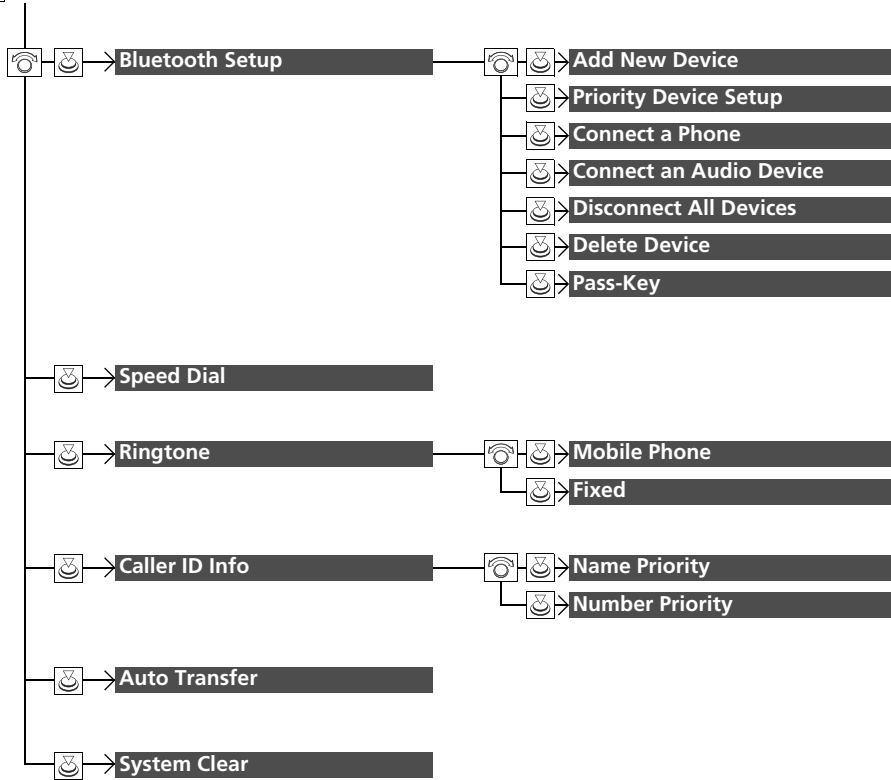 Bluetooth Setup
Add New Device
Priority Device Setup
Connect a Phone
Connect an Audio Device
Disconnect All Devices
Delete Device
Pass-Key
Speed Dial
Ringtone
Mobile Phone
Fixed
Caller ID Info
Name Priority
Number Priority
Auto Transfer
System Clear